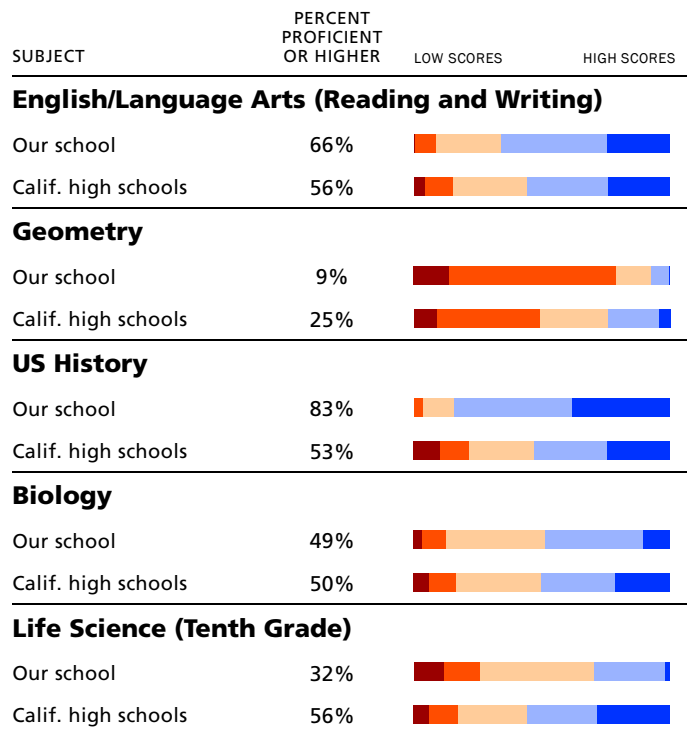 SUBJECT PERCENT PROFICIENT OR HIGHER LOW SCORES HIGH SCORES
English/Language Arts (Reading and Writing)
Our school 66%
Calif. high schools 56%
Geometry
Our school 9%
Calif. high schools 25%
US History
Our school 83%
Calif. high schools 53%
Biology
Our school 49%
Calif. high schools 50%
Life Science (Tenth Grade)
Our school 32%
Calif. high schools 56%